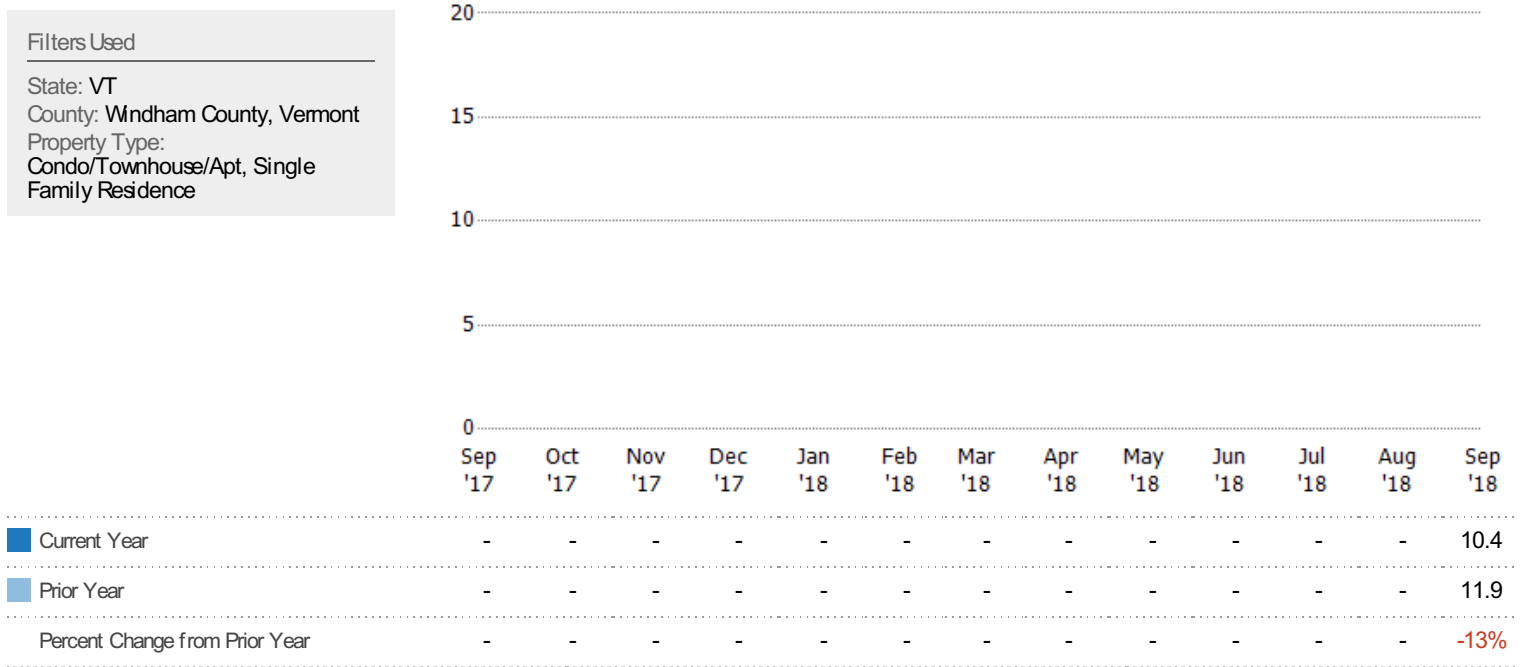 Filters Used
State: VT
County: Windham County, Vermont
Property Type:
Condo/Townhouse/Apt, Single
Family Residence
20
15
10
5
0
Sep Oct Nov Dec Jan Feb Mar Apr May Jun Jul Aug Sep
'17 '17 '17 '17 '18 '18 '18 '18 '18 '18 '18 '18 '18
Current Year - - - - - - - - - - - - 10.4
Prior Year - - - - - - - - - - - - 11.9
Percent Change from Prior Year - - - - - - - - - - - - -13%